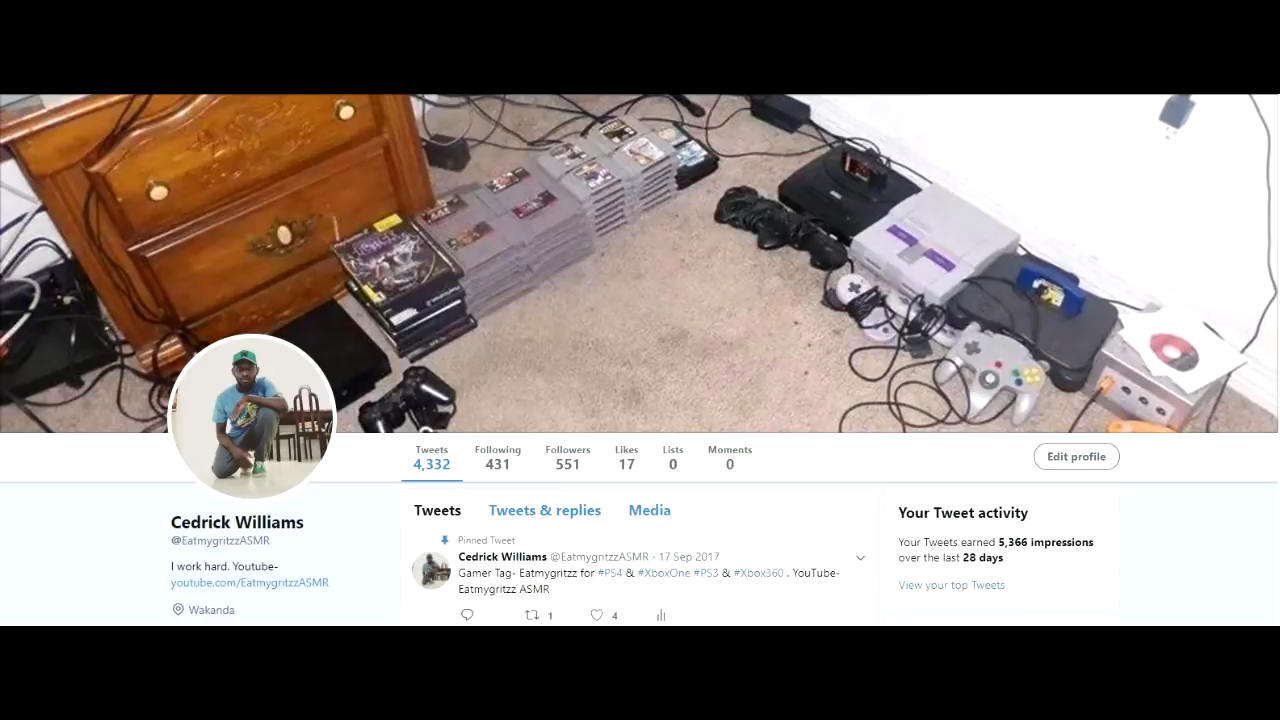 Tweets
4,332
Following
431
Followers
551
Likes
17
Lists
0
Moments
0
Edit profile
Cedrick Williams
@EatmygritzzASMR
I work hard. Youtube-
youtube.com/EatmygritzzASMR
Wakanda
Tweets Tweets & replies Media
Pinned Tweet
Cedrick Williams @EatmygritzzASMR · 17 Sep 2017
Gamer Tag- Eatmygritzz for #PS4 & #XboxOne #PS3 & #Xbox360 . YouTube-
Eatmygritzz ASMR
1 4
Your Tweet activity
Your Tweets earned 5,366 impressions
over the last 28 days
View your top Tweets